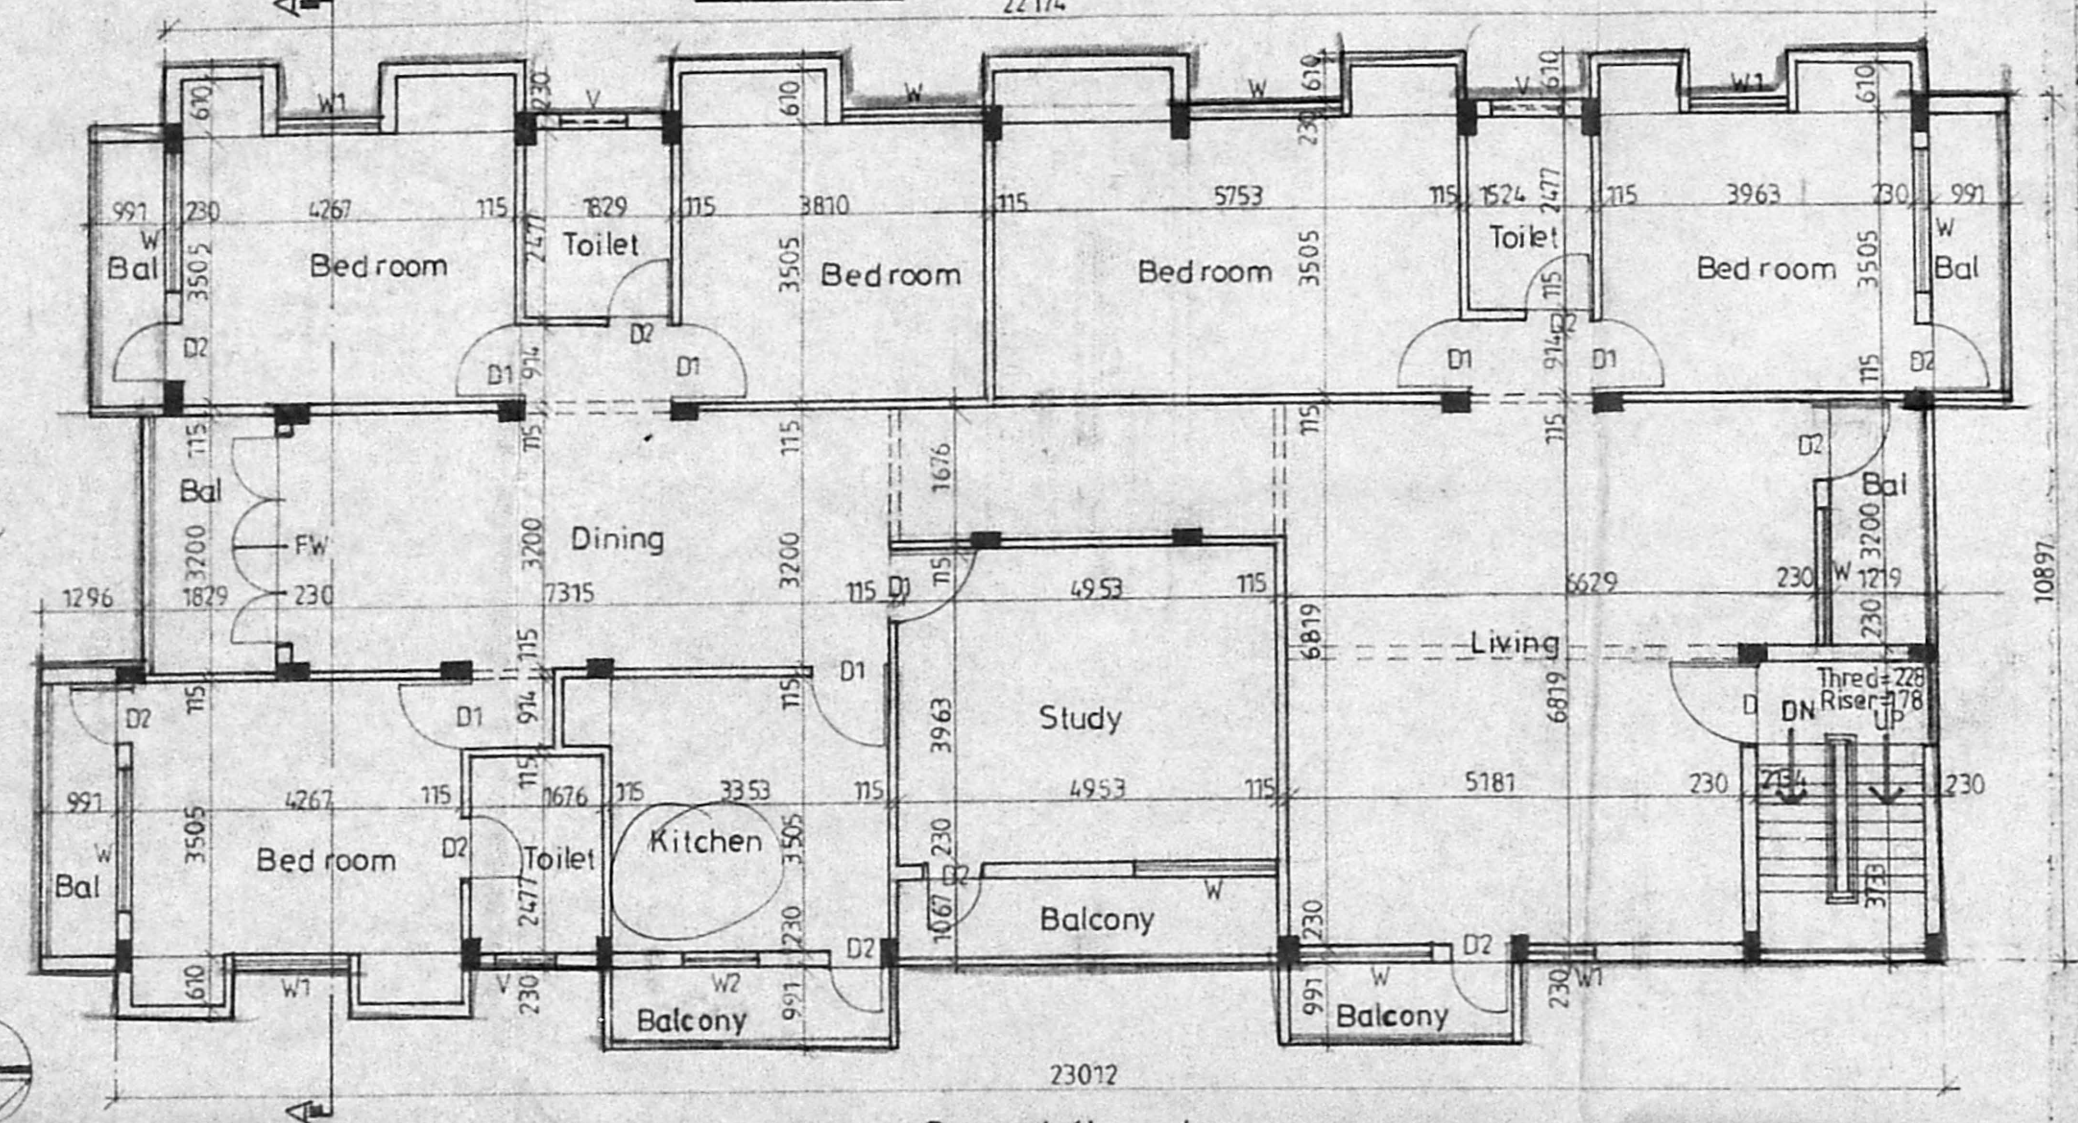 22174
610
W1
230
V
610
W
W
610
230
V
610
W1
610
991
230
4267
115
1829
115
3810
115
5753
115
1524
2477
115
3963
230
991
W
Bal
3505
Bed room
2477
Toilet
3505
Bed room
Bed room
3505
Toilet
115
Bed room
3505
W
Bal
D2
D1
914
D2
D1
D1
914
D2
D1
115
D2
115
115
115
1676
115
115
D2
Bal
FW
3200
3200
Dining
3200
115
Bal
3200
10897
1296
1829
230
7315
115
D1
4953
115
6629
230
W
1219
6819
Living
230
115
D1
Thred=228
Riser=178
D2
115
D1
914
115
3963
Study
6819
D
DN
UP
991
4267
115
115
1676
115
3353
115
4953
115
5181
230
2134
230
W
Bal
3505
Bed room
D2
Toilet
2477
Kitchen
3505
230
D2
W
3733
230
D2
1067
Balcony
230
D2
610
W1
V
230
W2
Balcony
991
991
W
Balcony
230
W1
23012